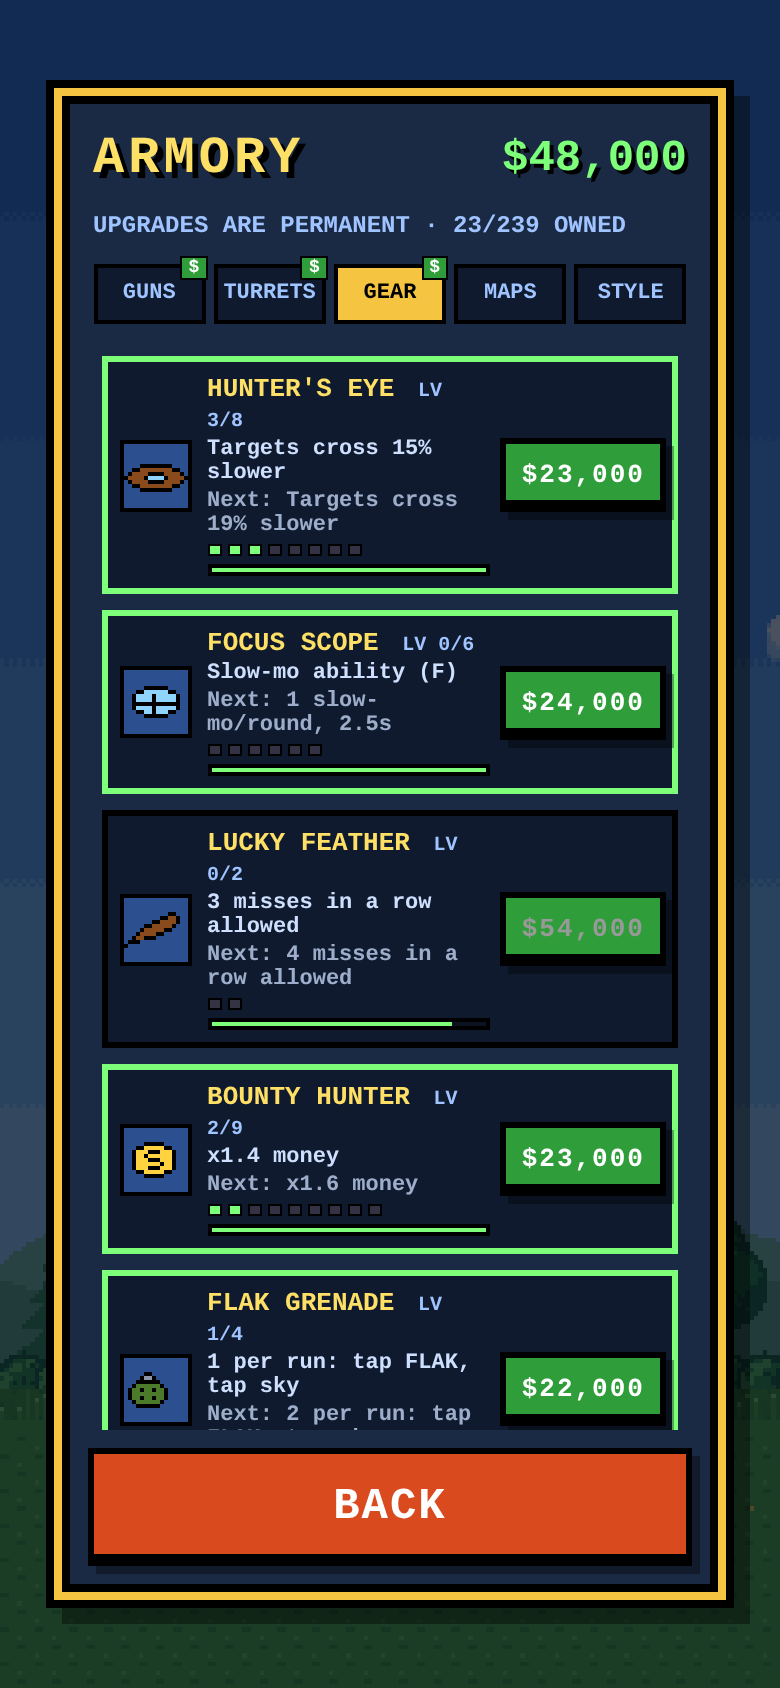 ARMORY
$48,000
UPGRADES ARE PERMANENT · 23/239 OWNED
$ $ $
GUNS TURRETS GEAR MAPS STYLE
HUNTER'S EYE LV
3/8
Targets cross 15%
slower
Next: Targets cross
19% slower
$23,000
FOCUS SCOPE LV 0/6
Slow-mo ability (F)
Next: 1 slow-
mo/round, 2.5s
$24,000
LUCKY FEATHER LV
0/2
3 misses in a row
allowed
Next: 4 misses in a
row allowed
$54,000
BOUNTY HUNTER LV
2/9
x1.4 money
Next: x1.6 money
$23,000
FLAK GRENADE LV
1/4
1 per run: tap FLAK,
tap sky
Next: 2 per run: tap
$22,000
BACK